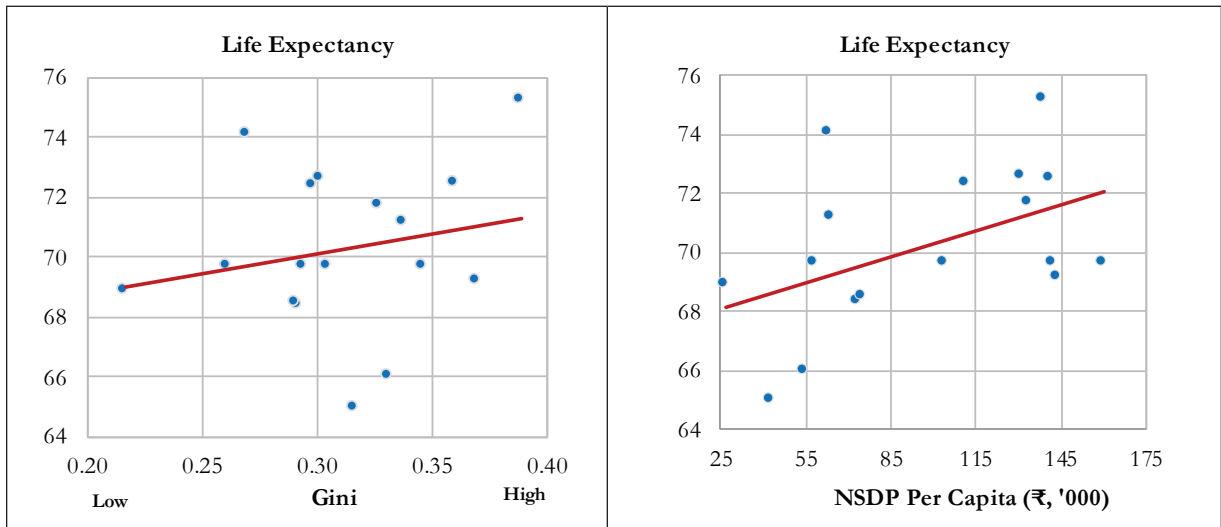 Life Expectancy
76
74
72
70
68
66
64
0.20 0.25 0.30 0.35 0.40
Low Gini High
Life Expectancy
76
74
72
70
68
66
64
25 55 85 115 145 175
NSDP Per Capita (₹, '000)